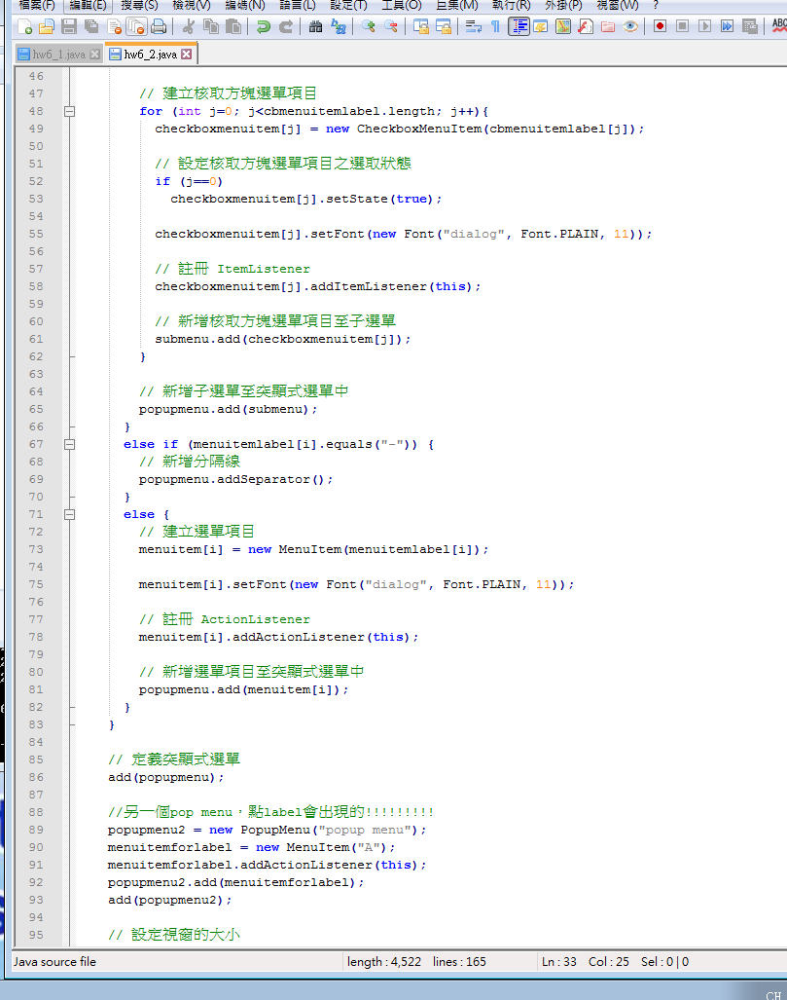 檔案(F) 編輯(E) 搜尋(S) 檢視(V) 編碼(N) 語言(L) 設定(T) 工具(O) 巨集(M) 執行(R) 外掛(P) 視窗(W) ?
ABC
hw6_1.java hw6_2.java
46
47 // 建立核取方塊選單項目
48 for (int j=0; j<cbmenuitemlabel.length; j++){
49 checkboxmenuitem[j] = new CheckboxMenuItem(cbmenuitemlabel[j]);
50
51 // 設定核取方塊選單項目之選取狀態
52 if (j==0)
53 checkboxmenuitem[j].setState(true);
54
55 checkboxmenuitem[j].setFont(new Font("dialog", Font.PLAIN, 11));
56
57 // 註冊 ItemListener
58 checkboxmenuitem[j].addItemListener(this);
59
60 // 新增核取方塊選單項目至子選單
61 submenu.add(checkboxmenuitem[j]);
62 }
63
64 // 新增子選單至突顯式選單中
65 popupmenu.add(submenu);
66 }
67 else if (menuitemlabel[i].equals("-")) {
68 // 新增分隔線
69 popupmenu.addSeparator();
70 }
71 else {
72 // 建立選單項目
73 menuitem[i] = new MenuItem(menuitemlabel[i]);
74
75 menuitem[i].setFont(new Font("dialog", Font.PLAIN, 11));
76
77 // 註冊 ActionListener
78 menuitem[i].addActionListener(this);
79
80 // 新增選單項目至突顯式選單中
81 popupmenu.add(menuitem[i]);
82 }
83 }
84
85 // 定義突顯式選單
86 add(popupmenu);
87
88 //另一個pop menu，點label會出現的!!!!!!!!!
89 popupmenu2 = new PopupMenu("popup menu");
90 menuitemforlabel = new MenuItem("A");
91 menuitemforlabel.addActionListener(this);
92 popupmenu2.add(menuitemforlabel);
93 add(popupmenu2);
94
95 // 設定視窗的大小
Java source file length : 4,522 lines : 165 Ln : 33 Col : 25 Sel : 0 | 0
CH